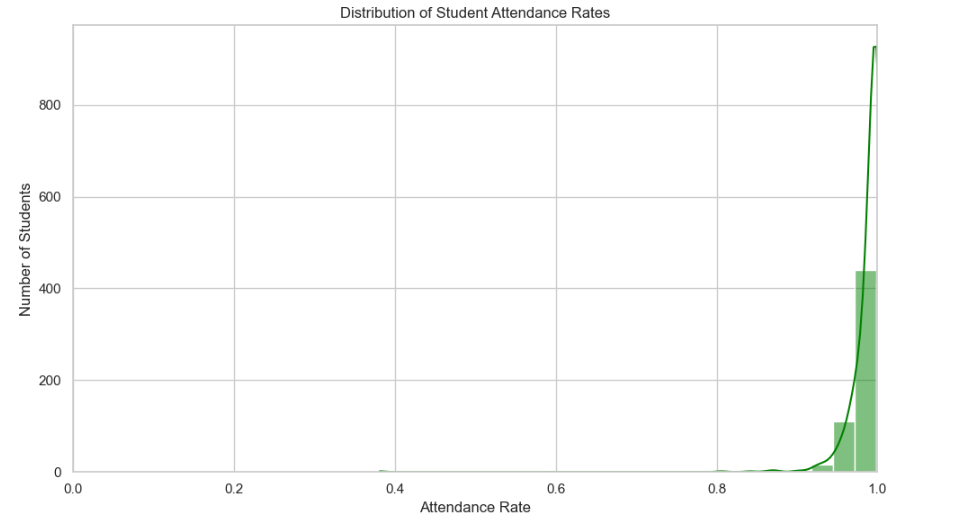 Distribution of Student Attendance Rates
Number of Students
800
600
400
200
0
0.0 0.2 0.4 0.6 0.8 1.0
Attendance Rate